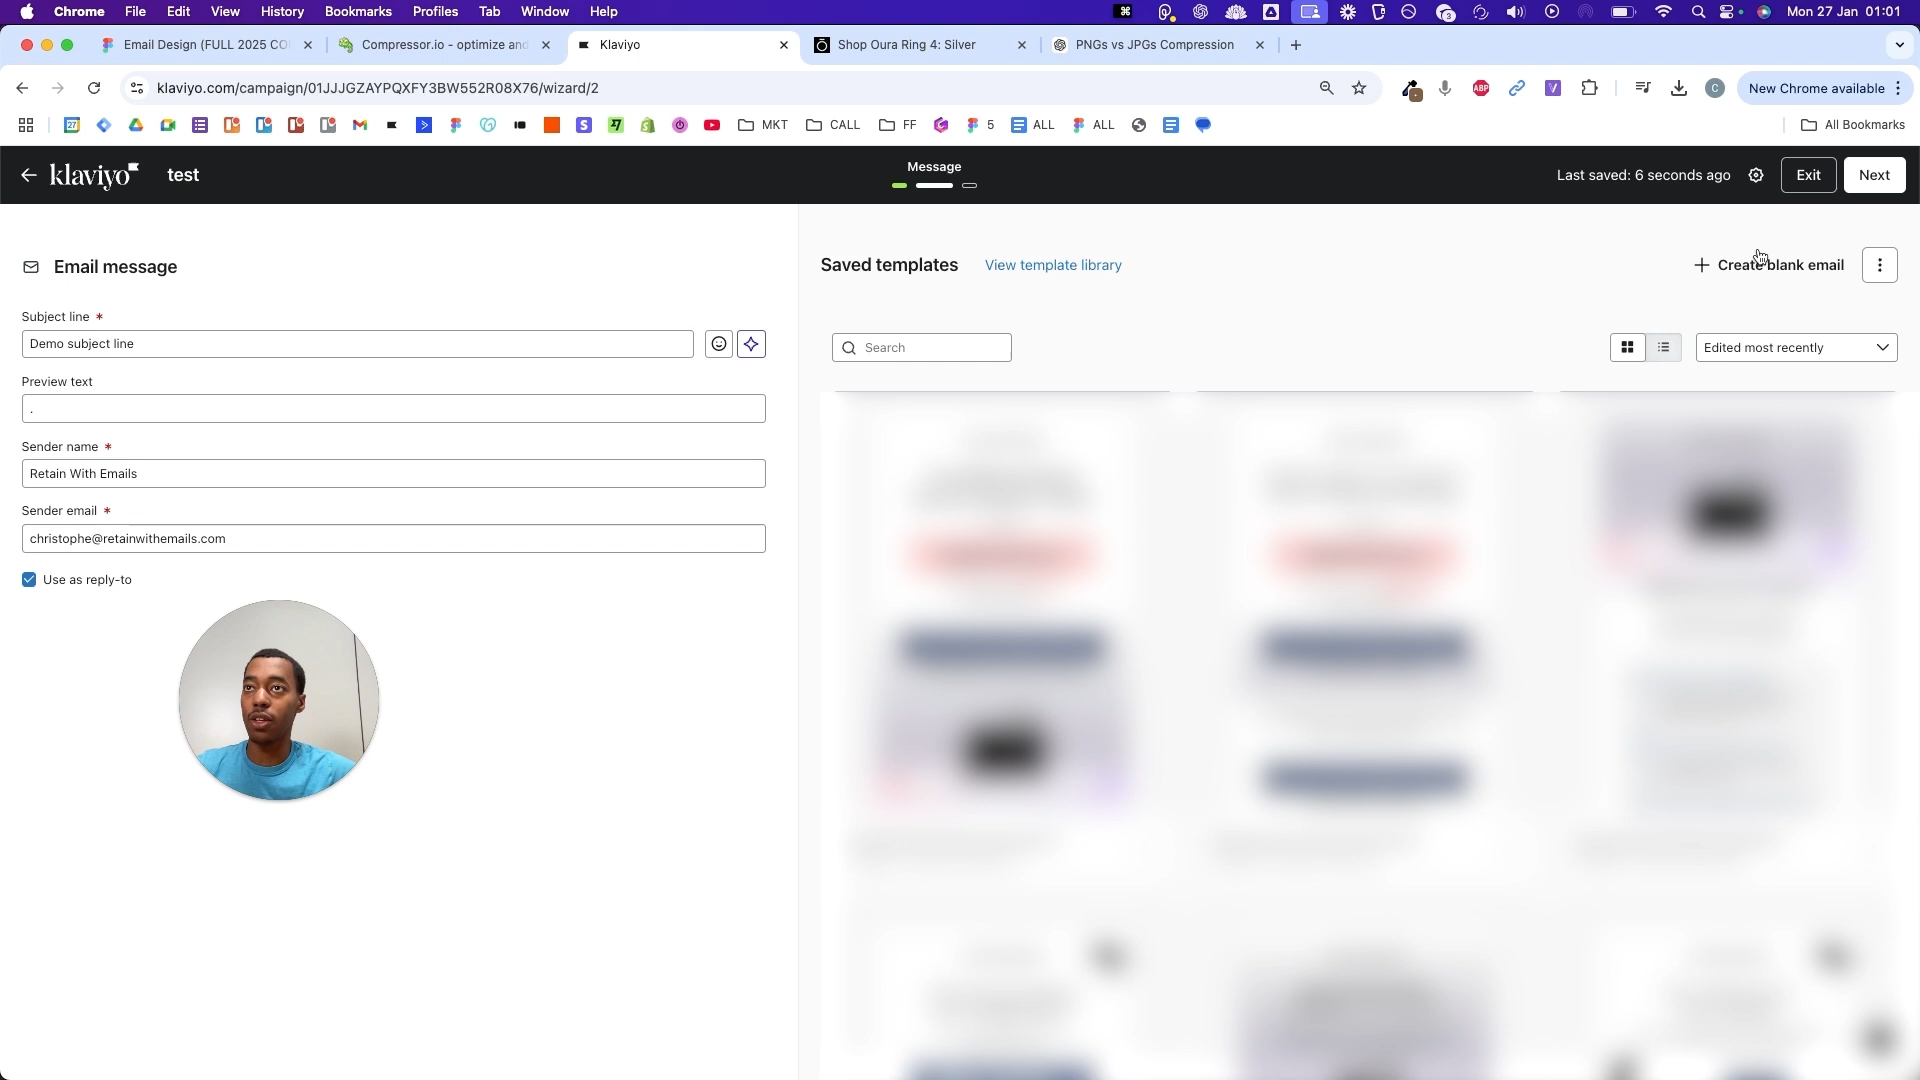 Chrome File Edit View History Bookmarks Profiles Tab Window Help
3
Mon 27 Jan 01:01
Email Design (FULL 2025 CO
Compressor.io - optimize and
Klaviyo
Shop Oura Ring 4: Silver
PNGs vs JPGs Compression
klaviyo.com/campaign/01JJJGZAYPQXFY3BW552R08X76/wizard/2
ABP
C
New Chrome available
27
MKT
CALL
FF
5
ALL
ALL
All Bookmarks
klaviyo
test
Message
Last saved: 6 seconds ago
Exit
Next
Email message
Subject line *
Demo subject line
Preview text
.
Sender name *
Retain With Emails
Sender email *
christophe@retainwithemails.com
Use as reply-to
Saved templates
View template library
Create blank email
Search
Edited most recently